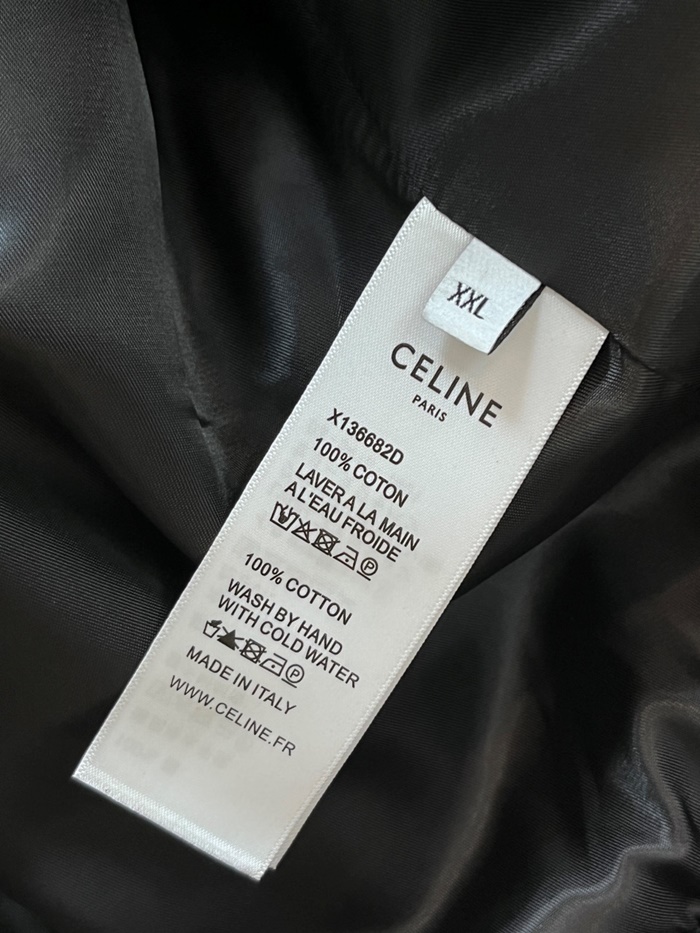 XXL
CELINE
PARIS
X136682D
100% COTON
LAVER A LA MAIN
A L'EAU FROIDE
P
100% COTTON
WASH BY HAND
WITH COLD WATER
P
MADE IN ITALY
WWW.CELINE.FR